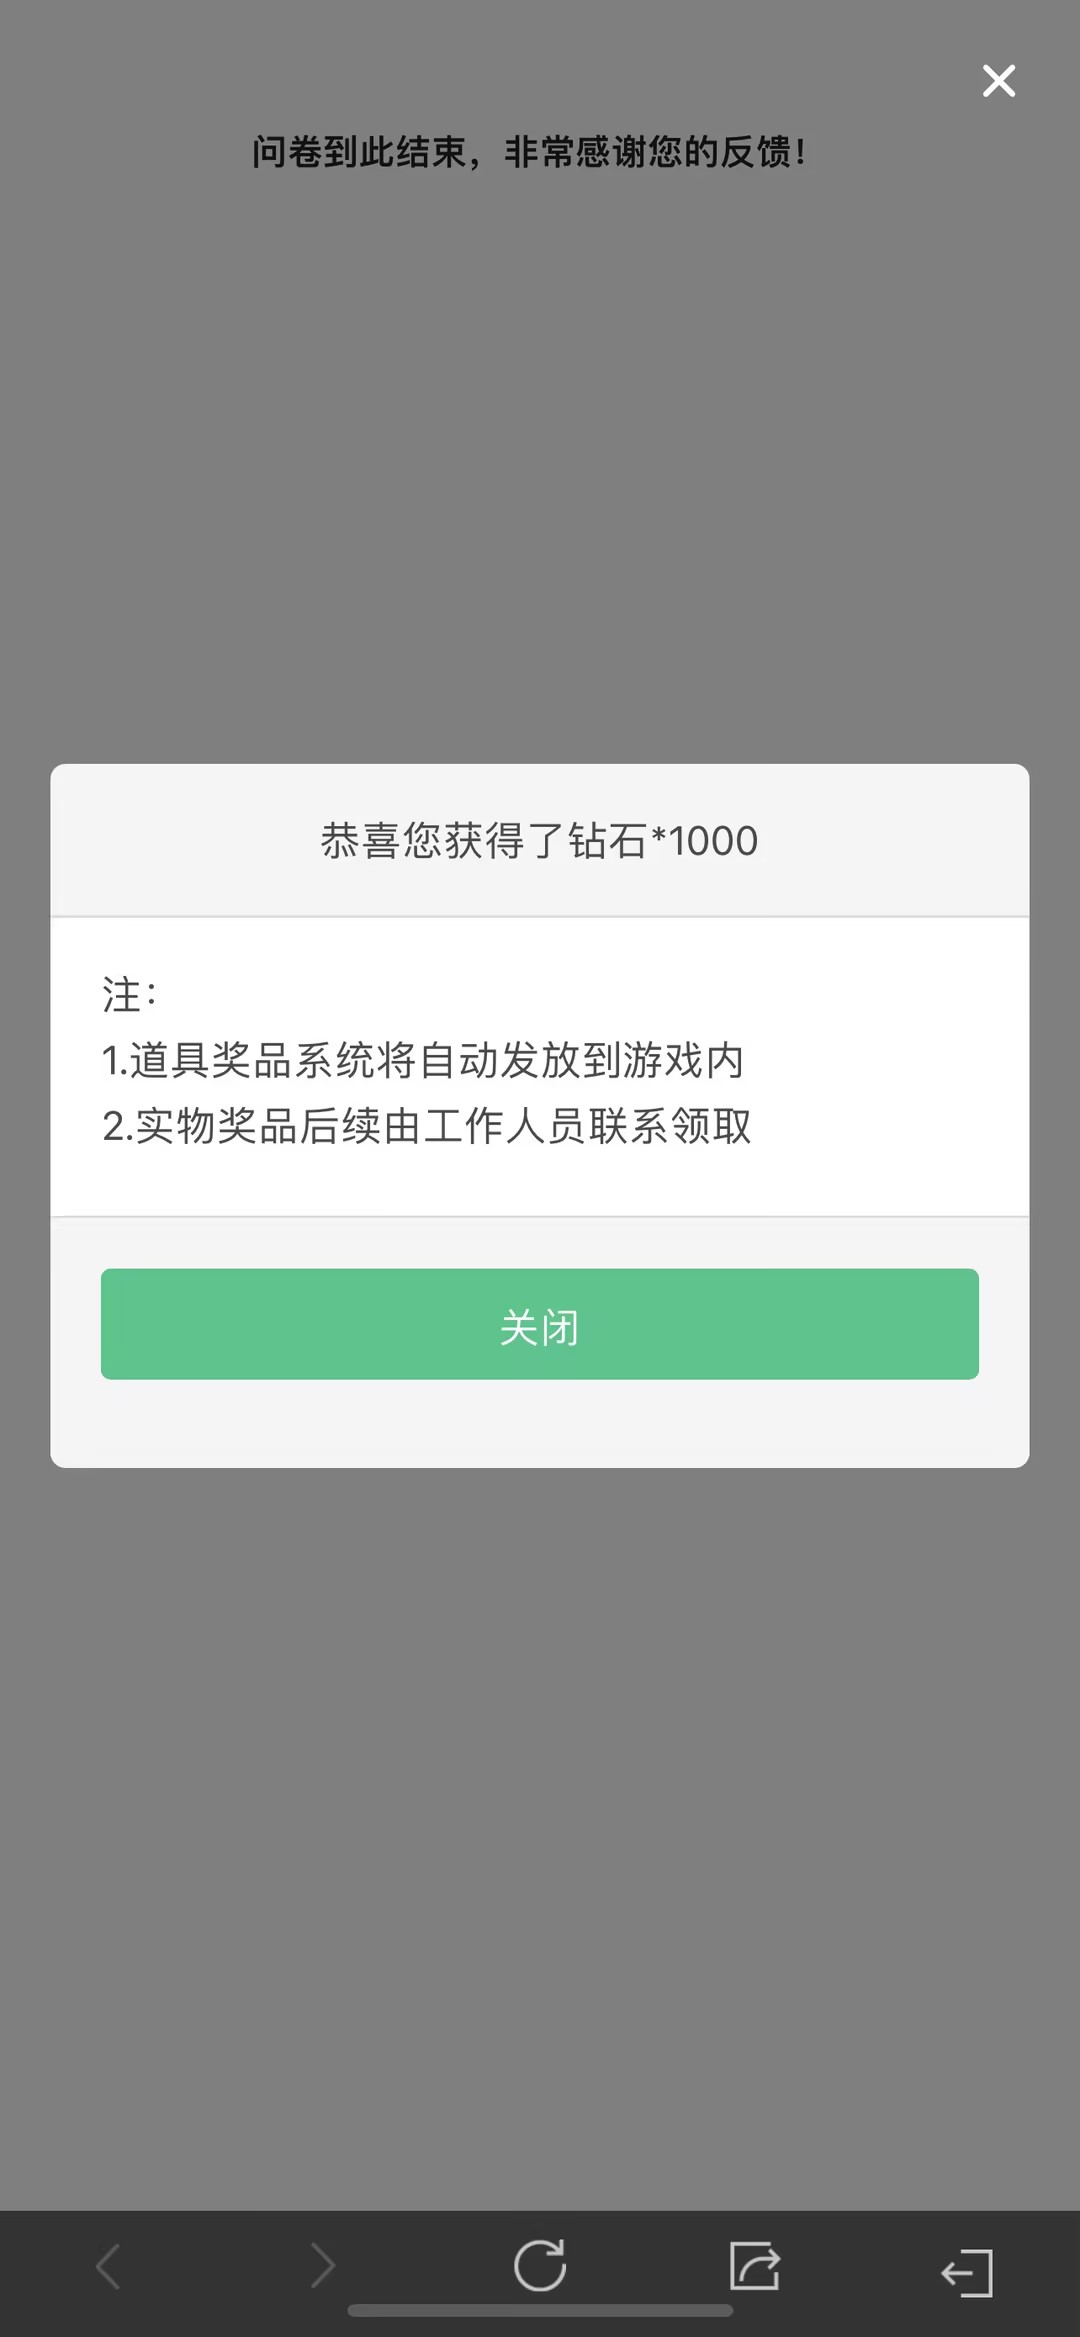 问卷到此结束，非常感谢您的反馈！
恭喜您获得了钻石*1000
注：
1.道具奖品系统将自动发放到游戏内
2.实物奖品后续由工作人员联系领取
关闭